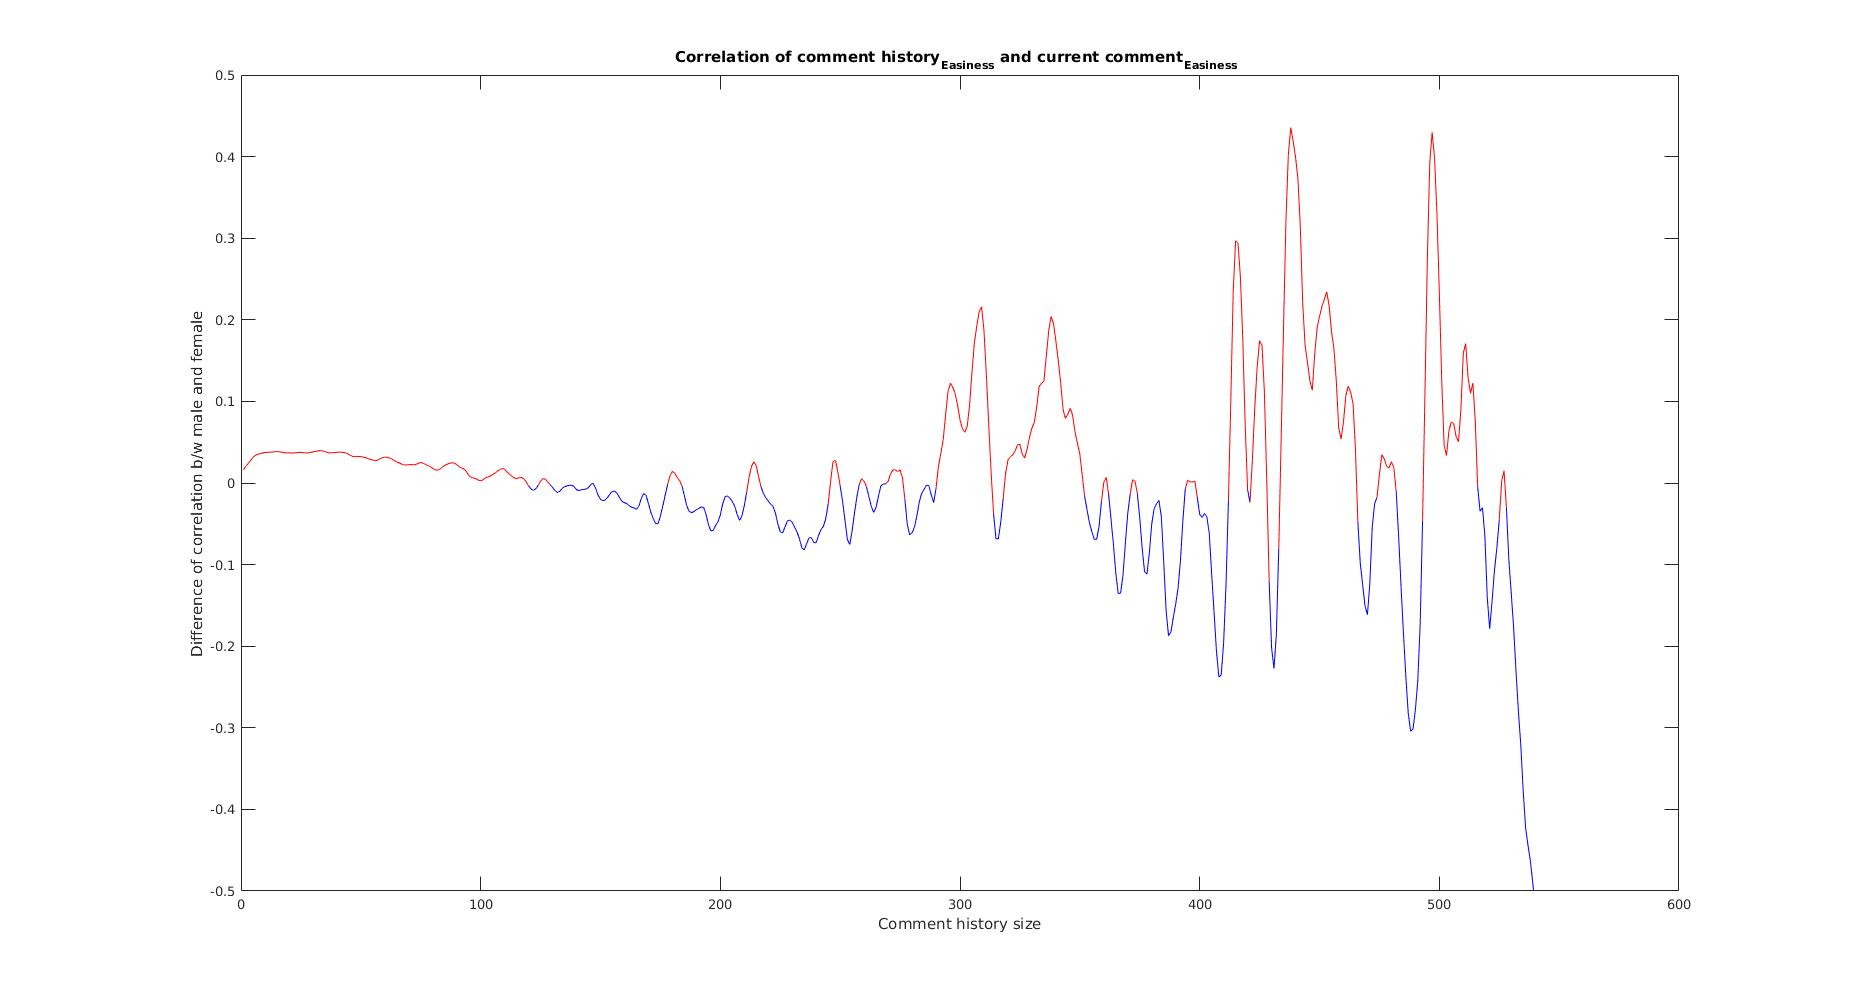 Correlation of comment history_Easiness and current comment_Easiness
0.5
0.4
0.3
0.2
0.1
0
-0.1
-0.2
-0.3
-0.4
-0.5
Difference of correlation b/w male and female
0 100 200 300 400 500 600
Comment history size